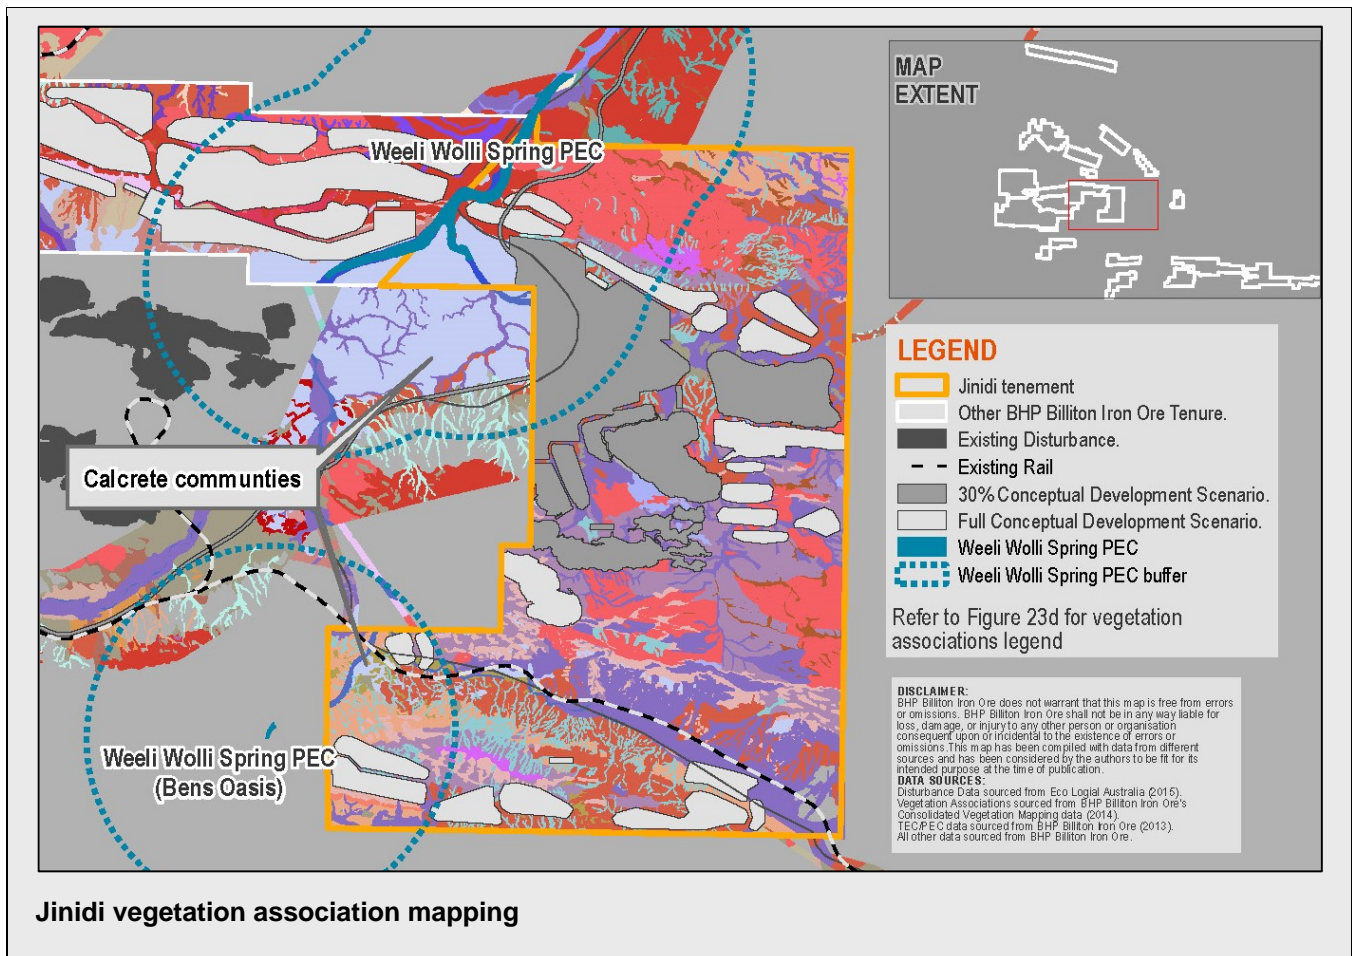 Weeli Wolli Spring PEC
Calcrete communties
Weeli Wolli Spring PEC
(Bens Oasis)
MAP
EXTENT
LEGEND
Jinidi tenement
Other BHP Billiton Iron Ore Tenure.
Existing Disturbance.
Existing Rail
30% Conceptual Development Scenario.
Full Conceptual Development Scenario.
Weeli Wolli Spring PEC
Weeli Wolli Spring PEC buffer
Refer to Figure 23d for vegetation
associations legend
DISCLAIMER:
BHP Billiton Iron Ore does not warrant that this map is free from errors
or omissions. BHP Billiton Iron Ore shall not be in any way liable for
loss, damage, or injury to any other person or organisation
consequent upon or incidental to the existence of errors or
omissions.This map has been compiled with data from different
sources and has been considered by the authors to be fit for its
intended purpose at the time of publication.
DATA SOURCES:
Disturbance Data sourced from Eco Logial Australia (2015).
Vegetation Associations sourced from BHP Billiton Iron Ore's
Consolidated Vegetation Mapping data (2014).
TEC/PEC data sourced from BHP Billiton Iron Ore (2013).
All other data sourced from BHP Billiton Iron Ore.
Jinidi vegetation association mapping